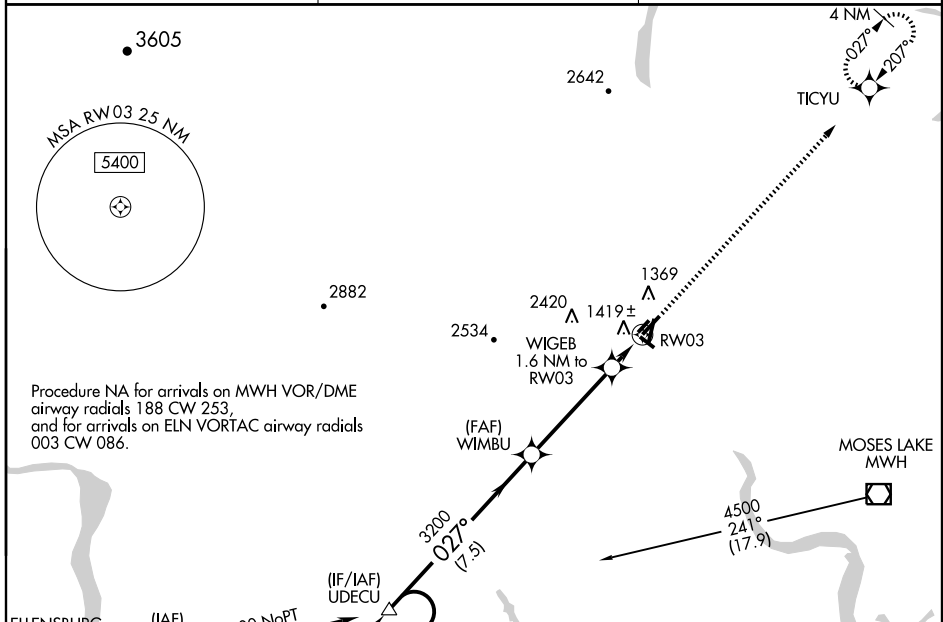 4 NM
027°
207°
3605
2642
TICYU
MSA RW03 25 NM
5400
1369
2882
2420
1419±
2534
WIGEB
1.6 NM to
RW03
RW03
Procedure NA for arrivals on MWH VOR/DME
airway radials 188 CW 253,
and for arrivals on ELN VORTAC airway radials
003 CW 086.
(FAF)
WIMBU
MOSES LAKE
MWH
4500
241°
(17.9)
3200
027°
(7.5)
(IF/IAF)
UDECU
(IAF)
NoPT